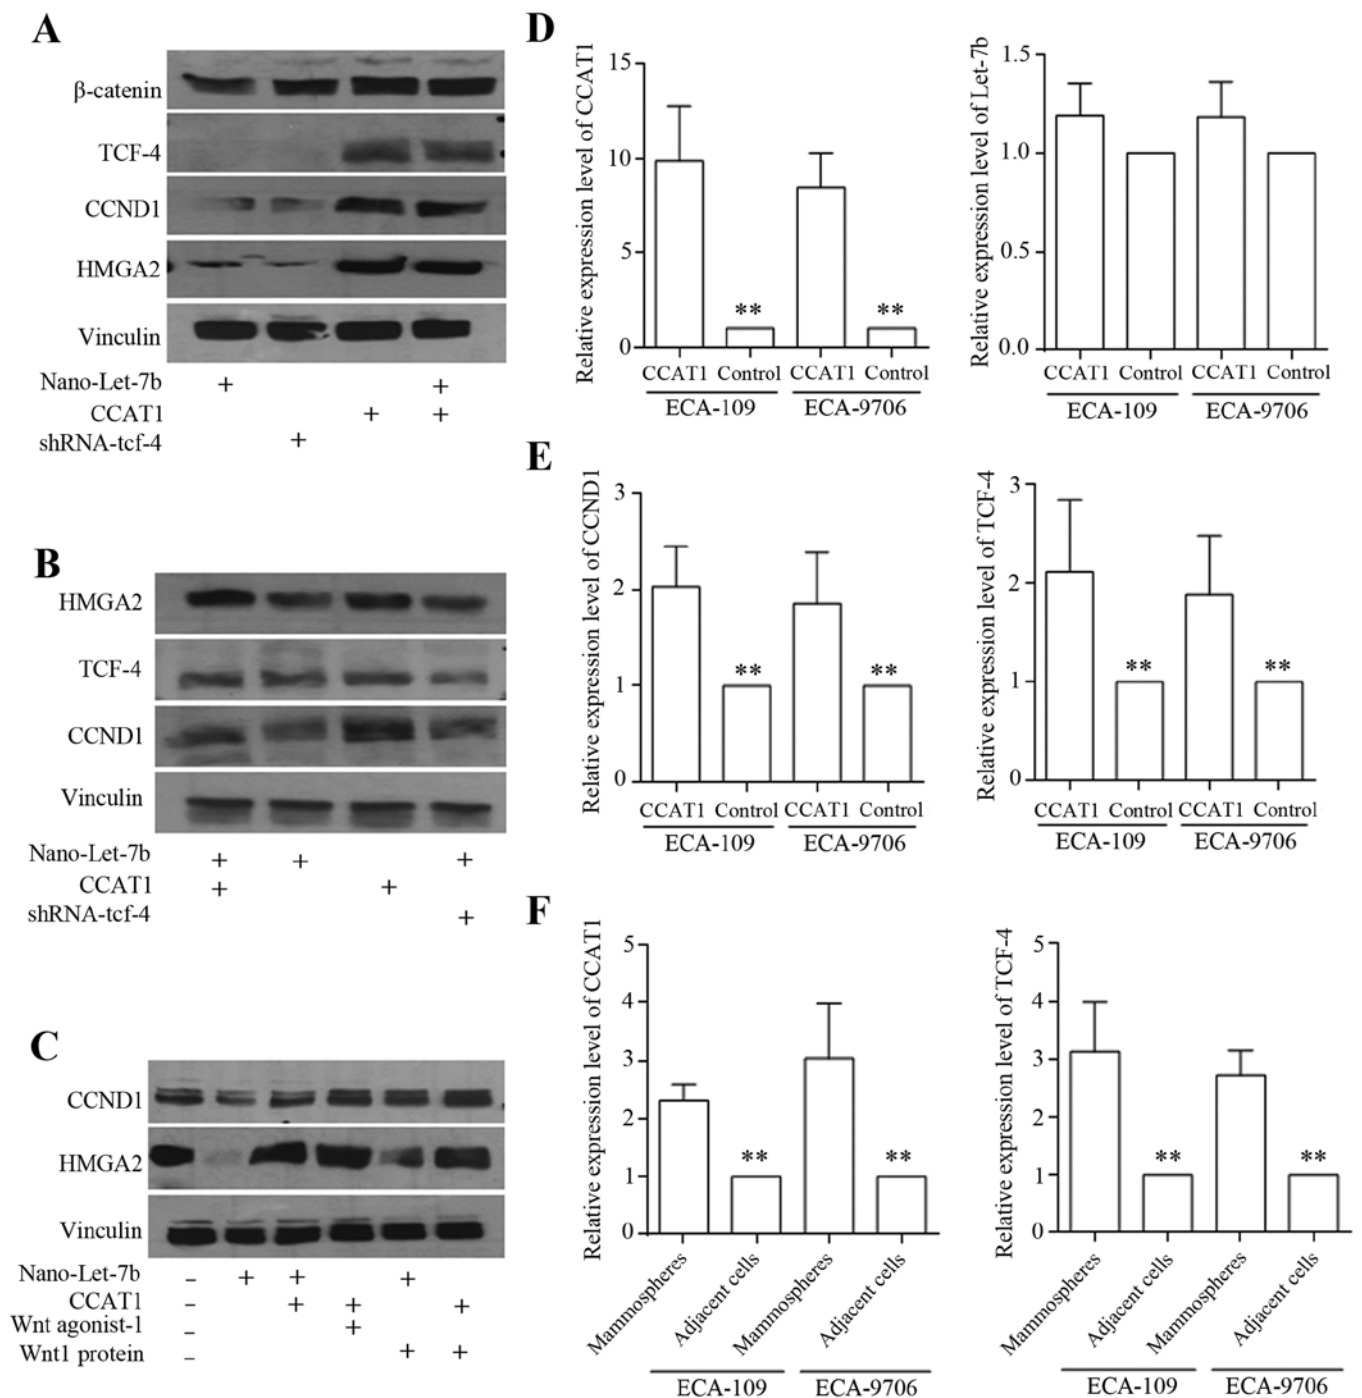 A
β-catenin
TCF-4
CCND1
HMGA2
Vinculin
Nano-Let-7b + +
CCAT1 + +
shRNA-tcf-4 +
B
HMGA2
TCF-4
CCND1
Vinculin
Nano-Let-7b + + +
CCAT1 + +
shRNA-tcf-4 +
C
CCND1
HMGA2
Vinculin
Nano-Let-7b – + + +
CCAT1 – + + +
Wnt agonist-1 – +
Wnt1 protein – + +
D
Relative expression level of CCAT1
15
10
5
0
** **
CCAT1 Control CCAT1 Control
ECA-109 ECA-9706
Relative expression level of Let-7b
1.5
1.0
0.5
0.0
CCAT1 Control CCAT1 Control
ECA-109 ECA-9706
E
Relative expression level of CCND1
3
2
1
0
** **
CCAT1 Control CCAT1 Control
ECA-109 ECA-9706
Relative expression level of TCF-4
3
2
1
0
** **
CCAT1 Control CCAT1 Control
ECA-109 ECA-9706
F
Relative expression level of CCAT1
5
4
3
2
1
0
** **
Mammospheres Adjacent cells Mammospheres Adjacent cells
ECA-109 ECA-9706
Relative expression level of TCF-4
5
4
3
2
1
0
** **
Mammospheres Adjacent cells Mammospheres Adjacent cells
ECA-109 ECA-9706